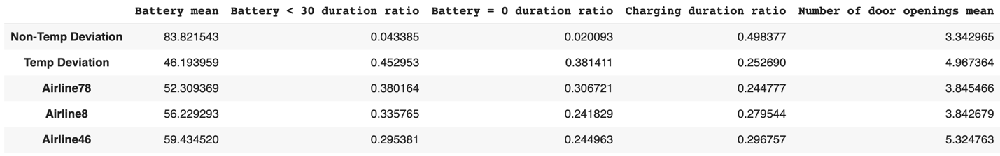 Battery mean Battery < 30 duration ratio Battery = 0 duration ratio Charging duration ratio Number of door openings mean
Non-Temp Deviation 83.821543 0.043385 0.020093 0.498377 3.342965
Temp Deviation 46.193959 0.452953 0.381411 0.252690 4.967364
Airline78 52.309369 0.380164 0.306721 0.244777 3.845466
Airline8 56.229293 0.335765 0.241829 0.279544 3.842679
Airline46 59.434520 0.295381 0.244963 0.296757 5.324763